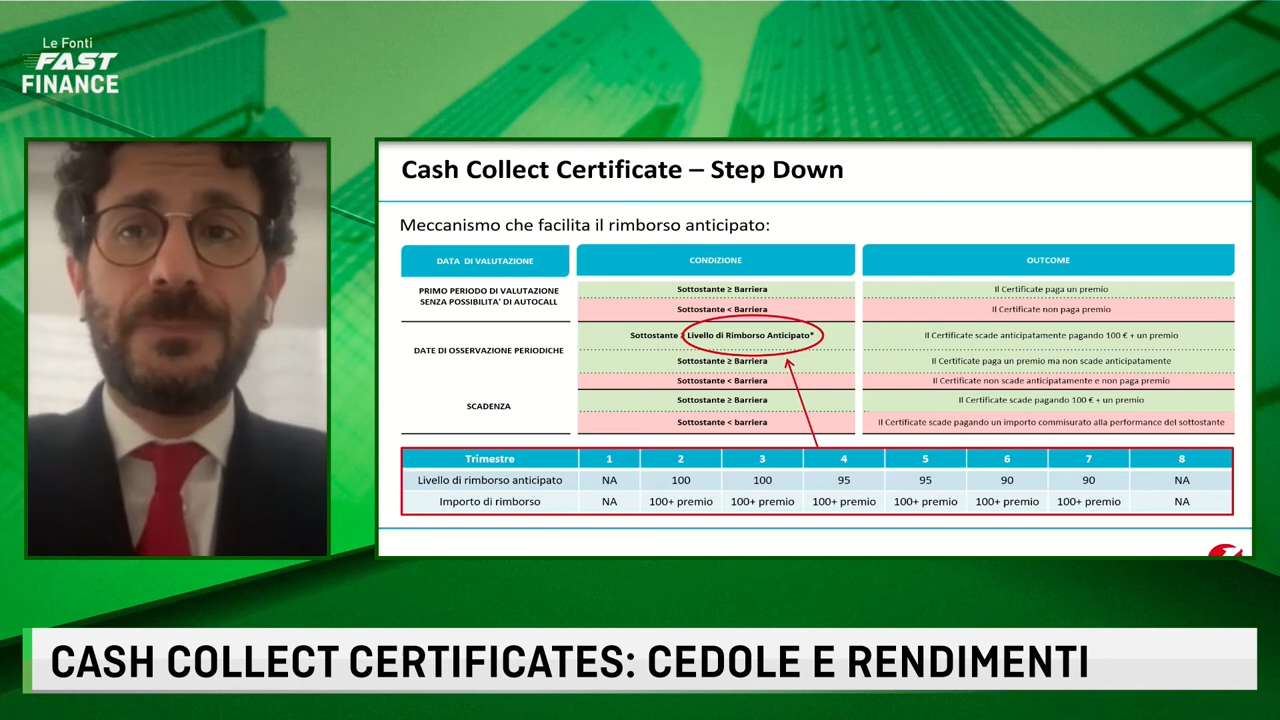 Le Fonti
FAST
FINANCE
Cash Collect Certificate – Step Down
Meccanismo che facilita il rimborso anticipato:
DATA DI VALUTAZIONE CONDIZIONE OUTCOME
PRIMO PERIODO DI VALUTAZIONE
SENZA POSSIBILITA' DI AUTOCALL
Sottostante ≥ Barriera Il Certificate paga un premio
Sottostante < Barriera Il Certificate non paga premio
DATE DI OSSERVAZIONE PERIODICHE
Sottostante ≥ Livello di Rimborso Anticipato* Il Certificate scade anticipatamente pagando 100 € + un premio
Sottostante ≥ Barriera Il Certificate paga un premio ma non scade anticipatamente
Sottostante < Barriera Il Certificate non scade anticipatamente e non paga premio
SCADENZA
Sottostante ≥ Barriera Il Certificate scade pagando 100 € + un premio
Sottostante < barriera Il Certificate scade pagando un importo commisurato alla performance del sottostante
Trimestre 1 2 3 4 5 6 7 8
Livello di rimborso anticipato NA 100 100 95 95 90 90 NA
Importo di rimborso NA 100+ premio 100+ premio 100+ premio 100+ premio 100+ premio 100+ premio NA
CASH COLLECT CERTIFICATES: CEDOLE E RENDIMENTI